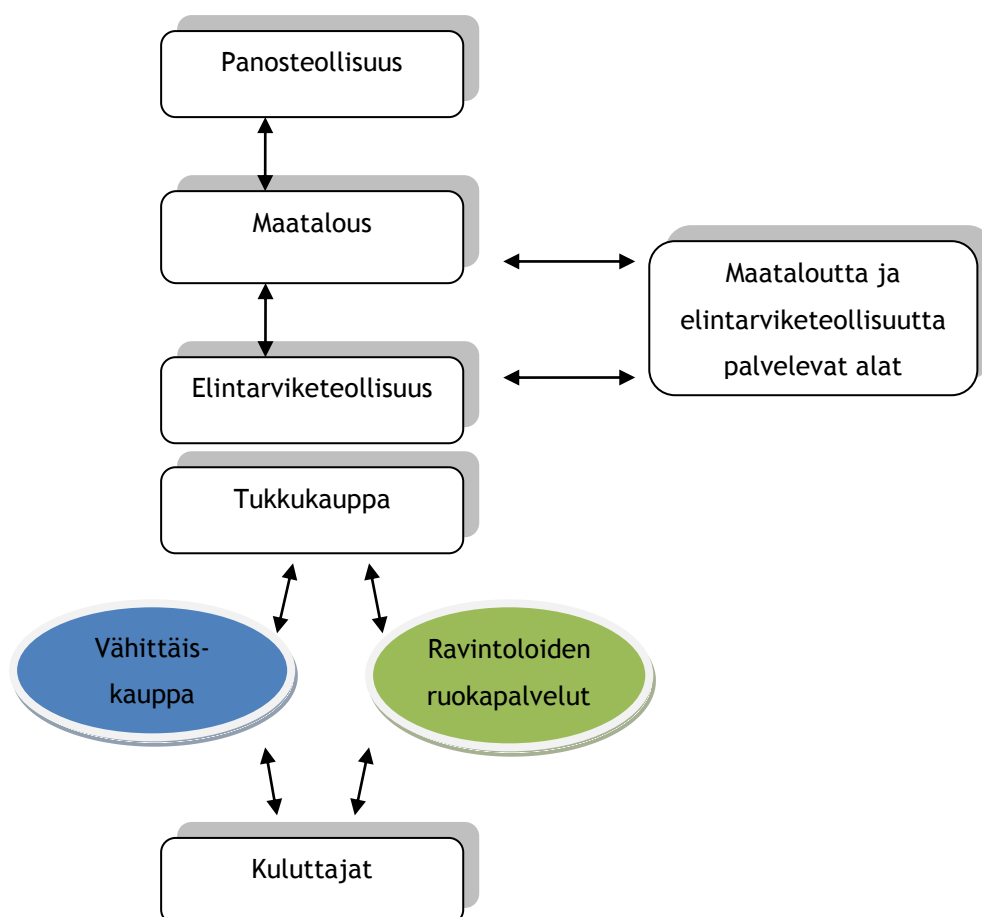 Panosteollisuus
Maatalous
Maataloutta ja
elintarviketeollisuutta
palvelevat alat
Elintarviketeollisuus
Tukkukauppa
Vähittäis-
kauppa
Ravintoloiden
ruokapalvelut
Kuluttajat